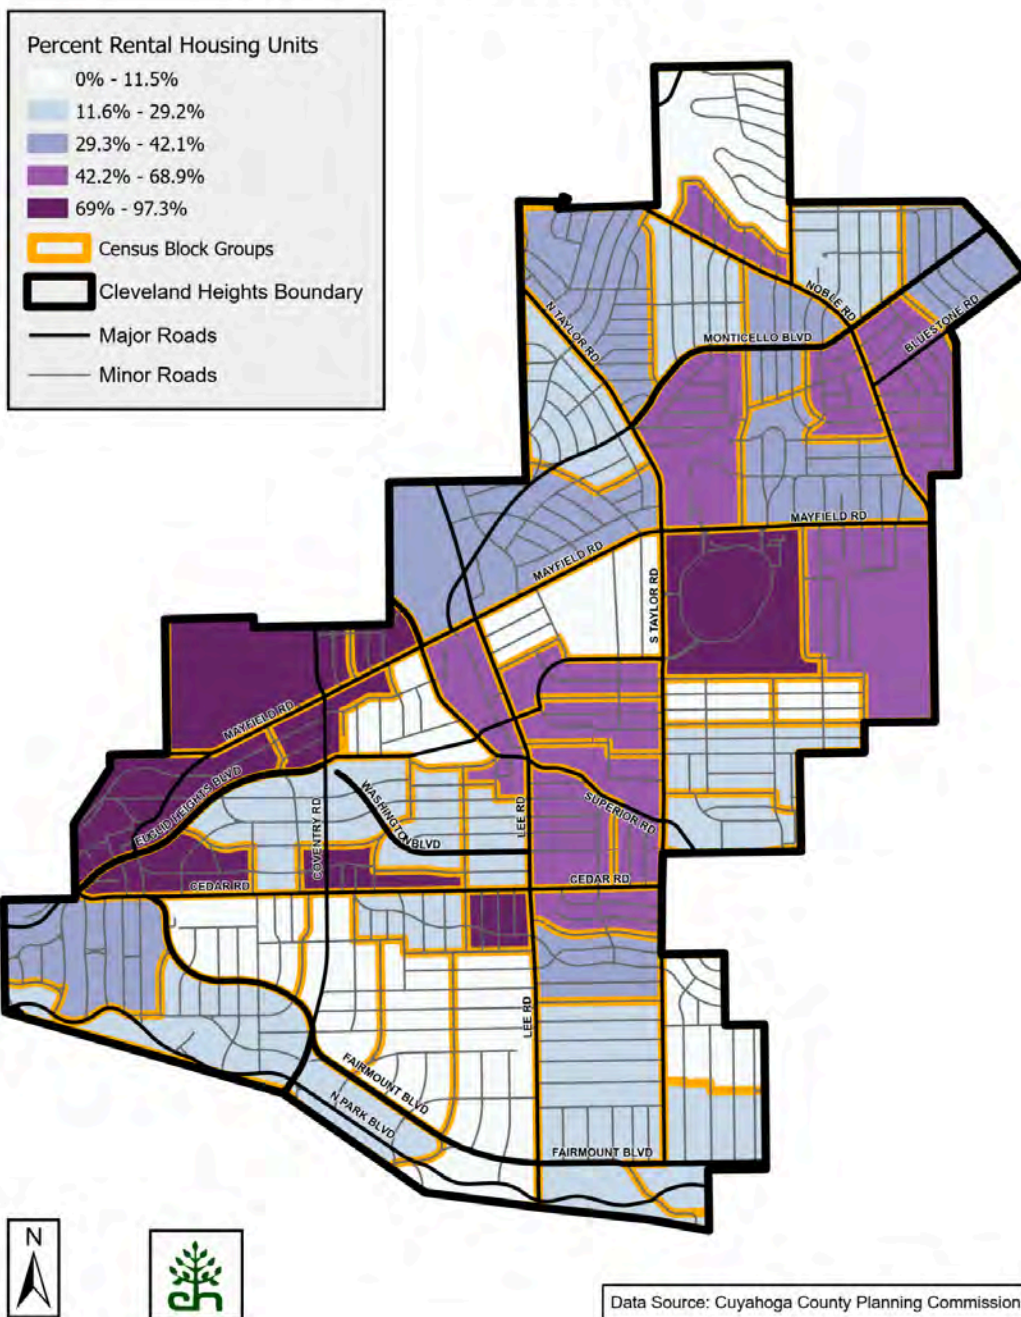 Percent Rental Housing Units
0% - 11.5%
11.6% - 29.2%
29.3% - 42.1%
42.2% - 68.9%
69% - 97.3%
Census Block Groups
Cleveland Heights Boundary
Major Roads
Minor Roads
NOBLE RD
BLUESTONE RD
N TAYLOR RD
MONTICELLO BLVD
MAYFIELD RD
MAYFIELD RD
S TAYLOR RD
MAYFIELD RD
EUCLID HEIGHTS BLVD
COVENTRY RD
WASHINGTON BLVD
LEE RD
SUPERIOR RD
CEDAR RD
CEDAR RD
LEE RD
FAIRMOUNT BLVD
N PARK BLVD
FAIRMOUNT BLVD
N
ch
Data Source: Cuyahoga County Planning Commission